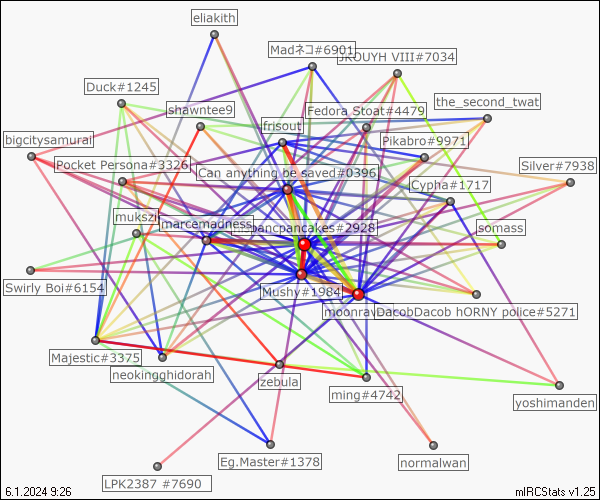 eliakith
Madネコ#6901
JKOUYH VIII#7034
Duck#1245
shawntee9
Fedora Stoat#4479
the_second_twat
frisout
Pikabro#9971
bigcitysamurai
Pocket Persona#3326
Can anything be saved#0396
Silver#7938
Cypha#1717
mukszi
marcemadness
bancpancakes#2928
somass
Swirly Boi#6154
Mushy#1984
DacobDacob hORNY police#5271
Majestic#3375
neokingghidorah
zebula
ming#4742
yoshimanden
Eg.Master#1378
normalwan
LPK2387 #7690
6.1.2024 9:26
mIRCStats v1.25